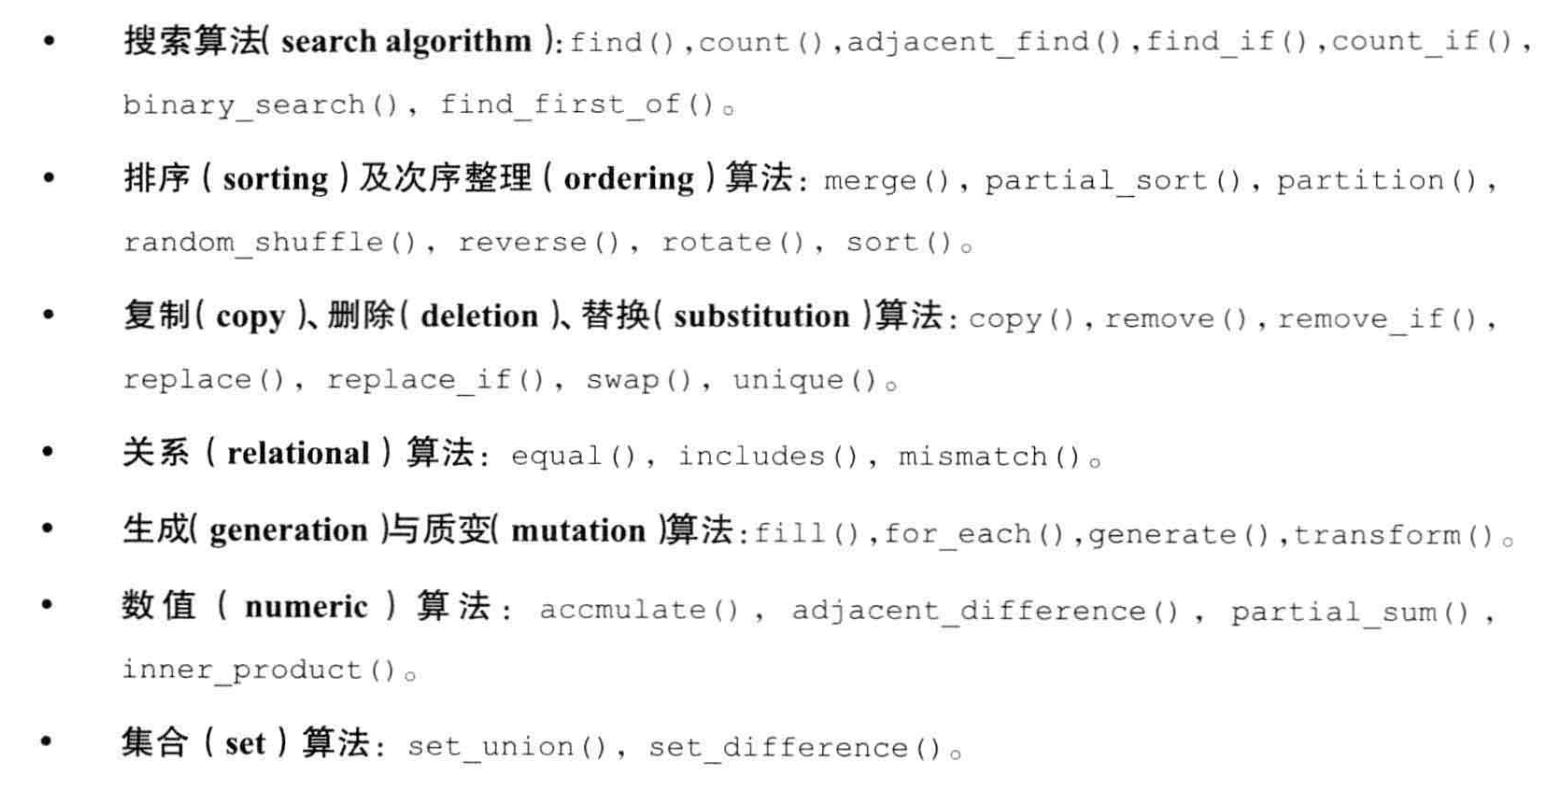 • 搜索算法( search algorithm ):find(),count(),adjacent_find(),find_if(),count_if(),
binary_search(), find_first_of()。
• 排序(sorting)及次序整理(ordering)算法: merge(), partial_sort(), partition(),
random_shuffle(), reverse(), rotate(), sort()。
• 复制( copy )、删除( deletion )、替换( substitution )算法: copy(),remove(),remove_if(),
replace(), replace_if(), swap(), unique()。
• 关系(relational)算法: equal(), includes(), mismatch()。
• 生成( generation )与质变( mutation )算法:fill(),for_each(),generate(),transform()。
• 数值(numeric)算法: accmulate(), adjacent_difference(), partial_sum(),
inner_product()。
• 集合(set)算法: set_union(), set_difference()。